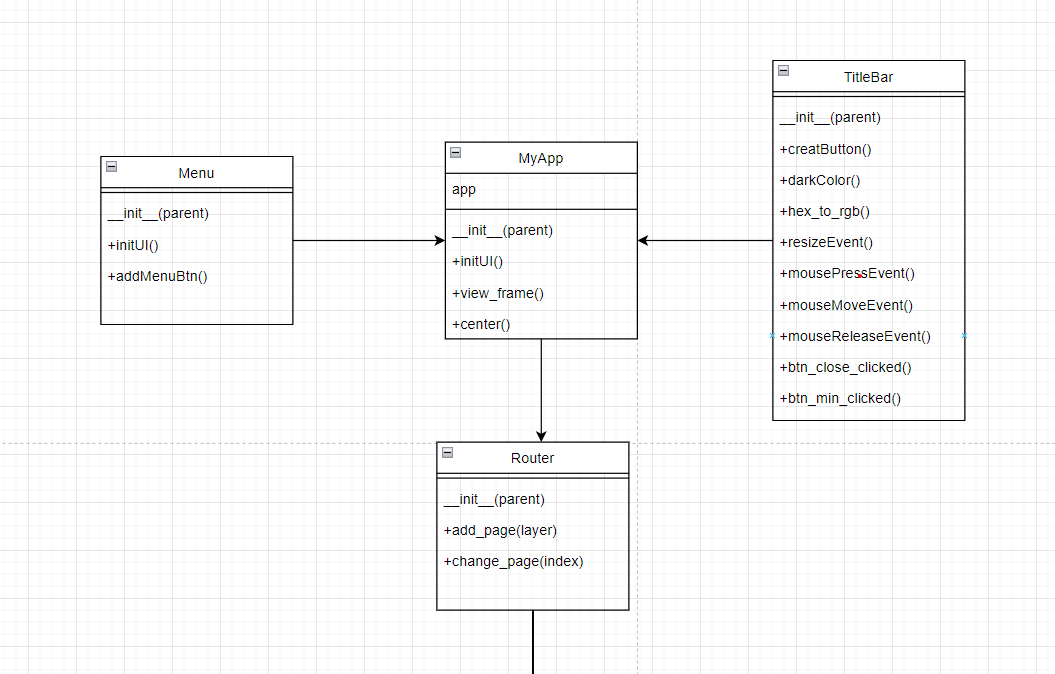 Menu
__init__(parent)
+initUI()
+addMenuBtn()
MyApp
app
__init__(parent)
+initUI()
+view_frame()
+center()
TitleBar
__init__(parent)
+creatButton()
+darkColor()
+hex_to_rgb()
+resizeEvent()
+mousePressEvent()
+mouseMoveEvent()
+mouseReleaseEvent()
+btn_close_clicked()
+btn_min_clicked()
Router
__init__(parent)
+add_page(layer)
+change_page(index)